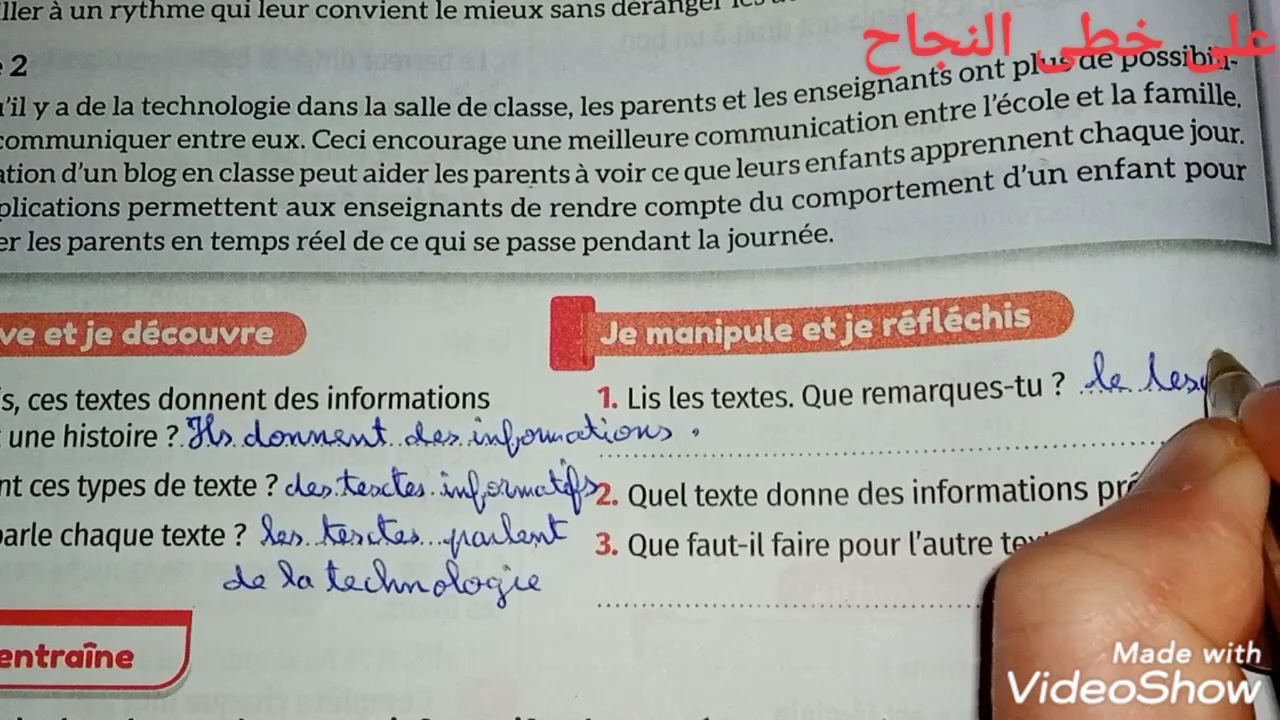 ller à un rythme qui leur convient le mieux sans déranger
على خطى النجاح
2
'il y a de la technologie dans la salle de classe, les parents et les enseignants ont plus de possibili-
communiquer entre eux. Ceci encourage une meilleure communication entre l'école et la famille.
ation d'un blog en classe peut aider les parents à voir ce que leurs enfants apprennent chaque jour.
plications permettent aux enseignants de rendre compte du comportement d'un enfant pour
er les parents en temps réel de ce qui se passe pendant la journée.
ve et je découvre
s, ces textes donnent des informations
une histoire ? Ils donnent des informations.
nt ces types de texte ? des textes informatifs
parle chaque texte ? les textes parlent
de la technologie
entraîne
Je manipule et je réfléchis
1. Lis les textes. Que remarques-tu ? le
2. Quel texte donne des informations pré
3. Que faut-il faire pour l'autre
Made with
VideoShow